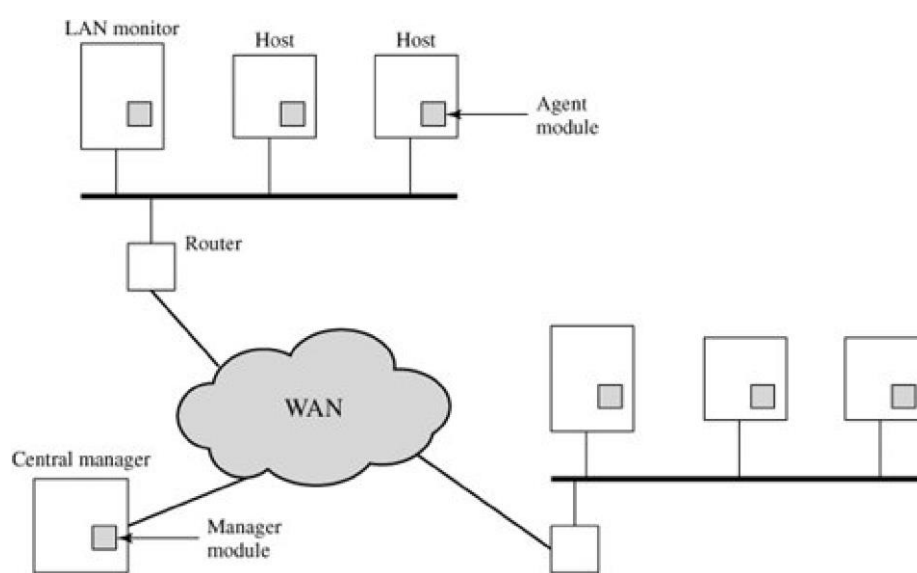 LAN monitor
Host
Host
Agent
module
Router
WAN
Central manager
Manager
module